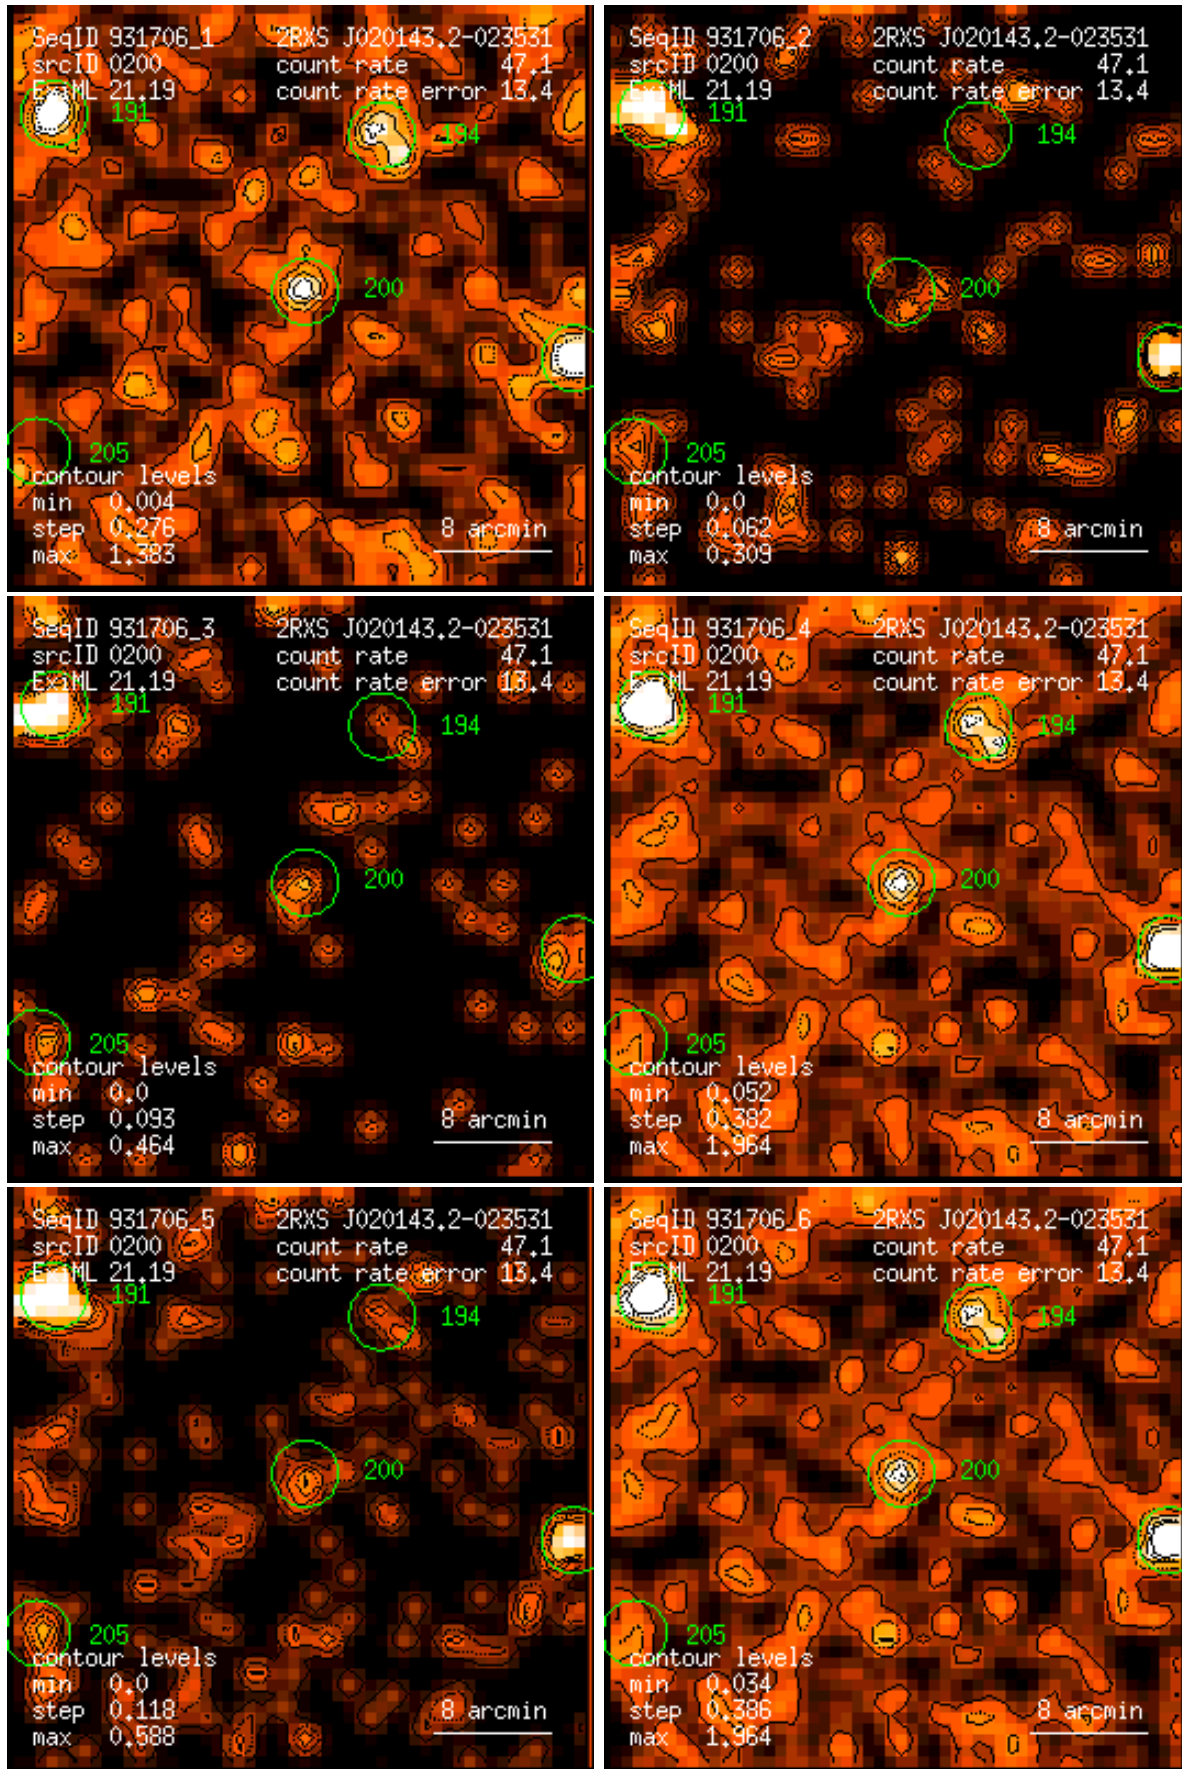 SeqID 931706_1 2RXS J020143.2-023531
srcID 0200 count rate 47.1
ExiML 21.19 count rate error 13.4
191
194
200
205
contour levels
min 0.004
step 0.276
max 1.383
8 arcmin
SeqID 931706_2 2RXS J020143.2-023531
srcID 0200 count rate 47.1
ExiML 21.19 count rate error 13.4
191
194
200
205
contour levels
min 0.0
step 0.062
max 0.309
8 arcmin
SeqID 931706_3 2RXS J020143.2-023531
srcID 0200 count rate 47.1
ExiML 21.19 count rate error 13.4
191
194
200
205
contour levels
min 0.0
step 0.093
max 0.464
8 arcmin
SeqID 931706_4 2RXS J020143.2-023531
srcID 0200 count rate 47.1
ExiML 21.19 count rate error 13.4
191
194
200
205
contour levels
min 0.052
step 0.382
max 1.964
8 arcmin
SeqID 931706_5 2RXS J020143.2-023531
srcID 0200 count rate 47.1
ExiML 21.19 count rate error 13.4
191
194
200
205
contour levels
min 0.0
step 0.118
max 0.588
8 arcmin
SeqID 931706_6 2RXS J020143.2-023531
srcID 0200 count rate 47.1
ExiML 21.19 count rate error 13.4
191
194
200
205
contour levels
min 0.034
step 0.386
max 1.964
8 arcmin